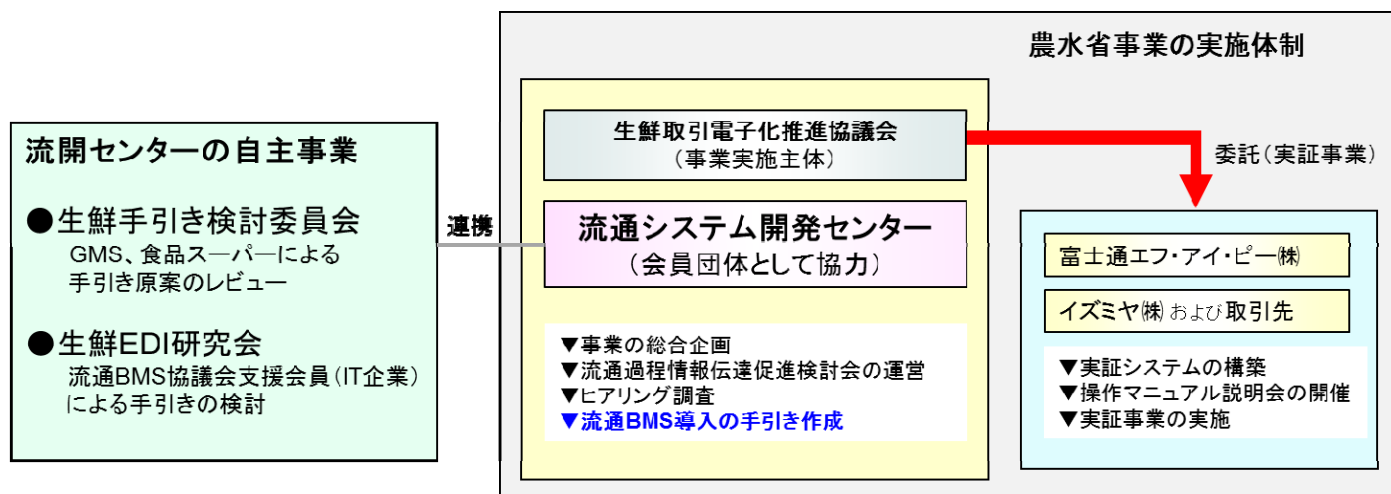 農水省事業の実施体制
流開センターの自主事業
●生鮮手引き検討委員会
GMS、食品スーパーによる
手引き原案のレビュー
●生鮮EDI研究会
流通BMS協議会支援会員(IT企業)
による手引きの検討
連携
生鮮取引電子化推進協議会
(事業実施主体)
流通システム開発センター
(会員団体として協力)
▼事業の総合企画
▼流通過程情報伝達促進検討会の運営
▼ヒアリング調査
▼流通BMS導入の手引き作成
委託(実証事業)
富士通エフ・アイ・ピー㈱
イズミヤ㈱および取引先
▼実証システムの構築
▼操作マニュアル説明会の開催
▼実証事業の実施